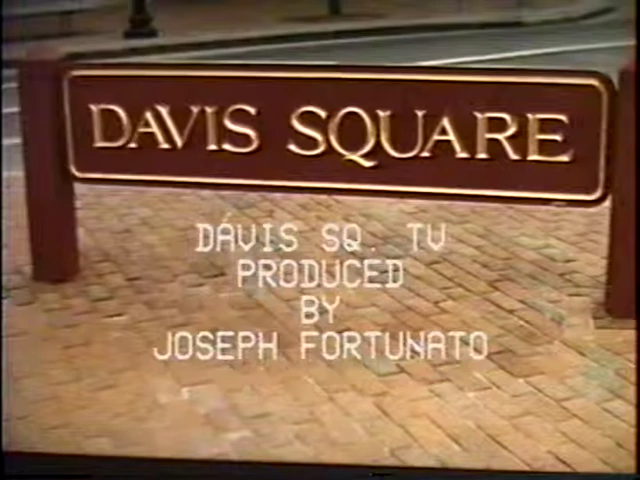 DAVIS SQUARE
DAVIS SQ. TV
PRODUCED
BY
JOSEPH FORTUNATO